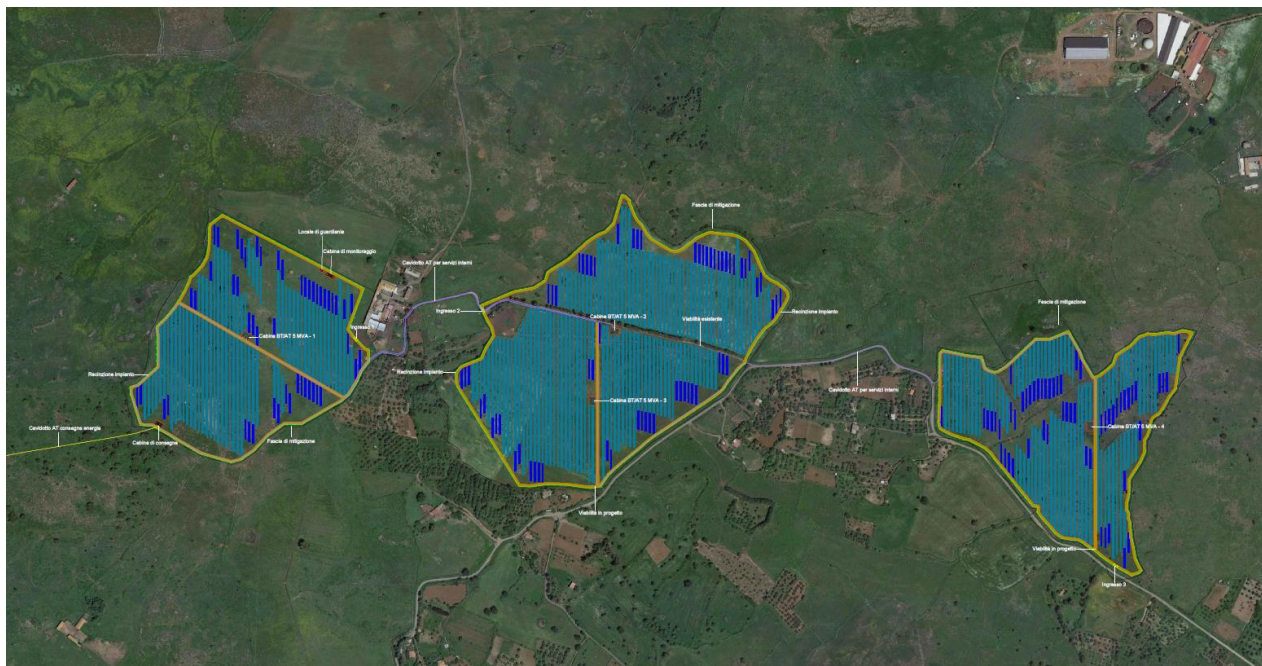 Fascie di mitigazione
Locale di guardiania
Cabina di monitoraggio
Cavidotto AT per servizi interni
Ingresso 2
Cabina BT/AT 5 MVA - 2
Viabilità esistente
Recinzione impianto
Fascie di mitigazione
Ingresso 1
Cabina BT/AT 5 MVA - 1
Recinzione impianto
Recinzione impianto
Cavidotto AT per servizi interni
Cabina BT/AT 5 MVA - 3
Cabina BT/AT 5 MVA - 4
Cavidotto AT consegna energia
Cabina di consegna
Fascie di mitigazione
Viabilità in progetto
Viabilità in progetto
Ingresso 3